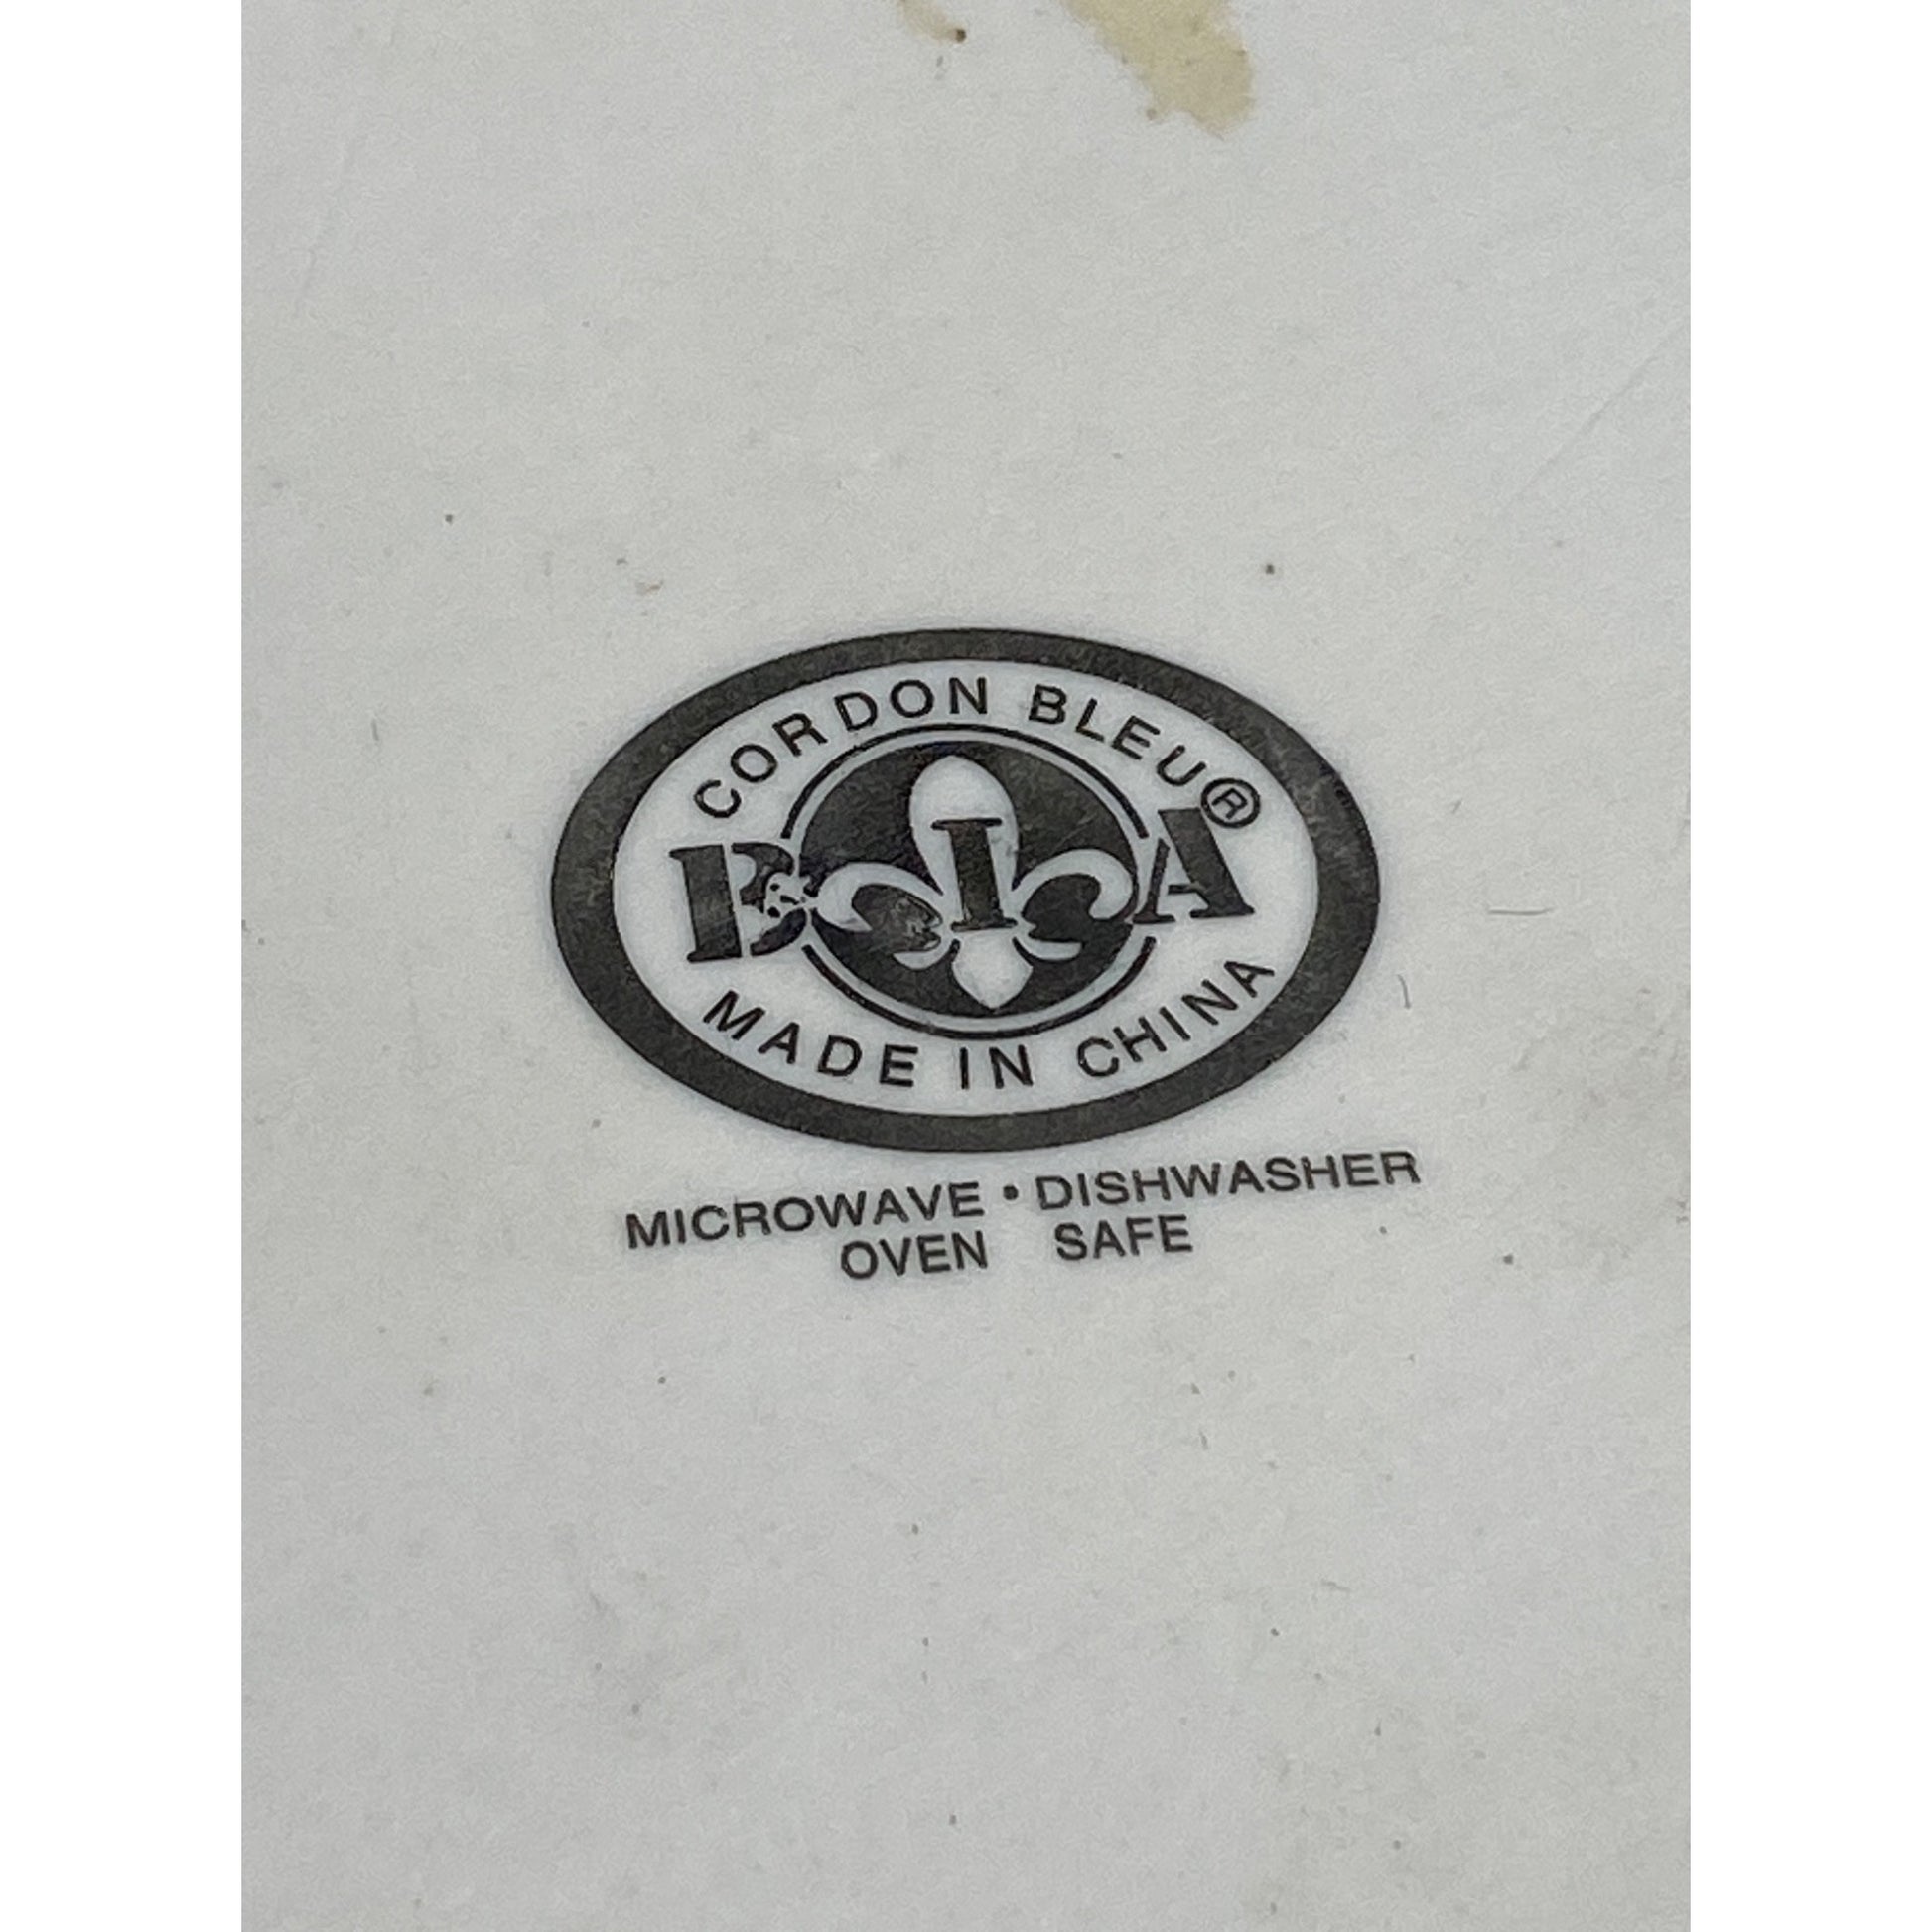 CORDON BLEU®
BIA
MADE IN CHINA
MICROWAVE • DISHWASHER
OVEN SAFE